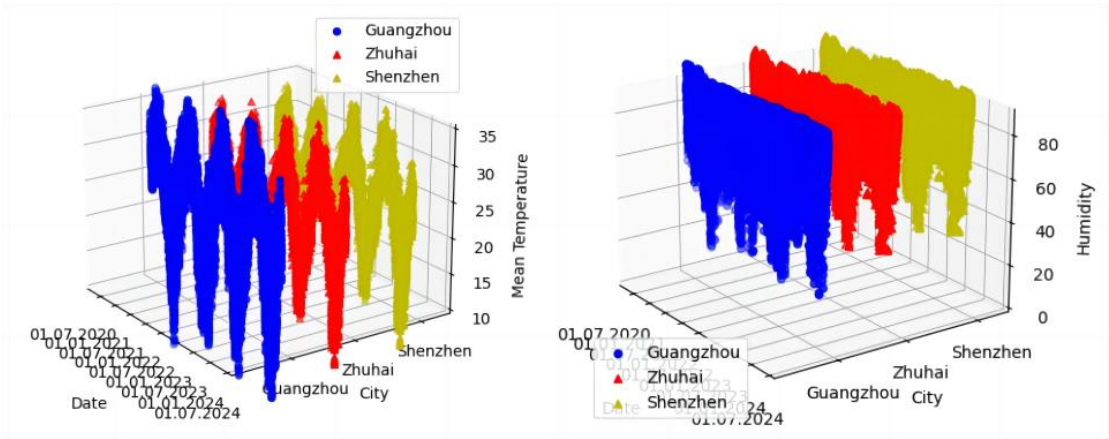 Guangzhou
Zhuhai
Shenzhen
35
30
25
20
15
10
Mean Temperature
01.07.2020
01.01.2021
01.07.2021
01.01.2022
01.07.2022
01.01.2023
01.07.2023
01.01.2024
01.07.2024
Date
Guangzhou
Zhuhai
Shenzhen
City
80
60
40
20
0
Humidity
01.07.2020
Guangzhou
Zhuhai
Shenzhen
01.07.2024
Date
Guangzhou
Zhuhai
Shenzhen
City